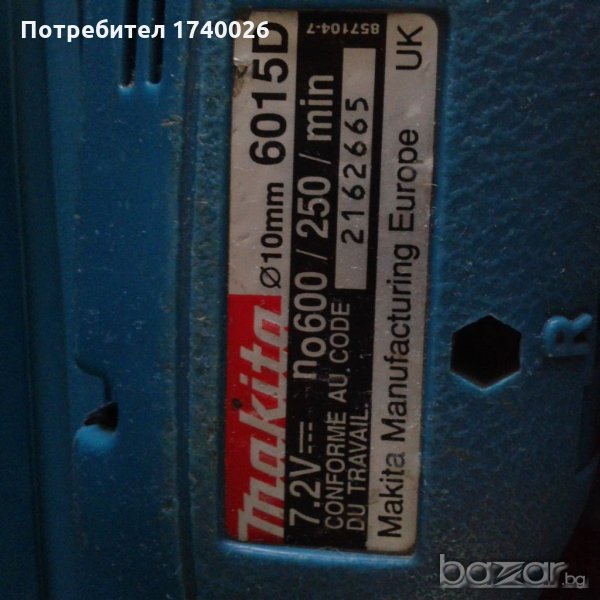 Потребител 1740026
makita Ø10mm 6015D
7.2V⎓ no600/250/min
CONFORME AU.CODE
DU TRAVAIL.
2162665
Makita Manufacturing Europe UK
857104-7
R
bazar.bg